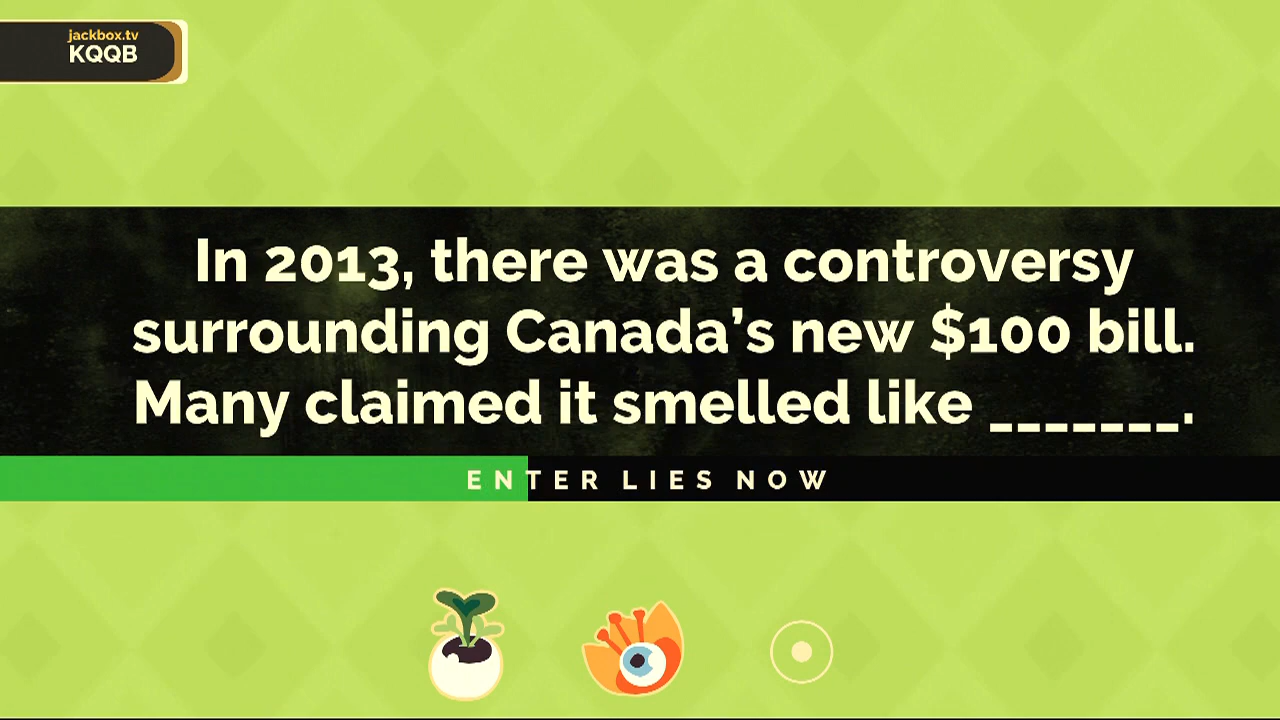 jackbox.tv
KQQB
In 2013, there was a controversy
surrounding Canada’s new $100 bill.
Many claimed it smelled like _______.
ENTER LIES NOW